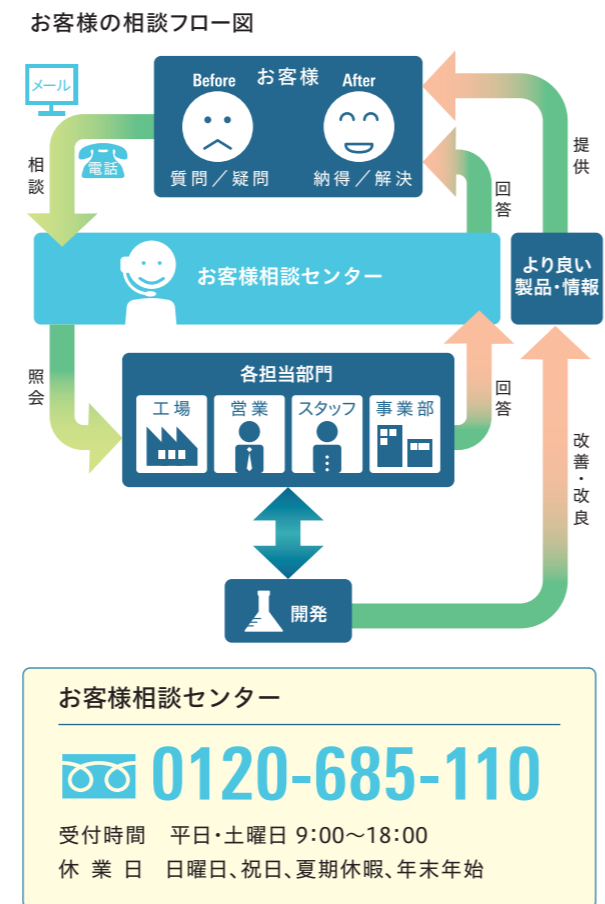 お客様の相談フロー図
メール
電話
相談
Before お客様 After
質問／疑問 納得／解決
回答
提供
お客様相談センター
より良い
製品・情報
照会
各担当部門
工場 営業 スタッフ 事業部
回答
改善・改良
開発
お客様相談センター
0120-685-110
受付時間 平日・土曜日 9:00〜18:00
休業日 日曜日、祝日、夏期休暇、年末年始